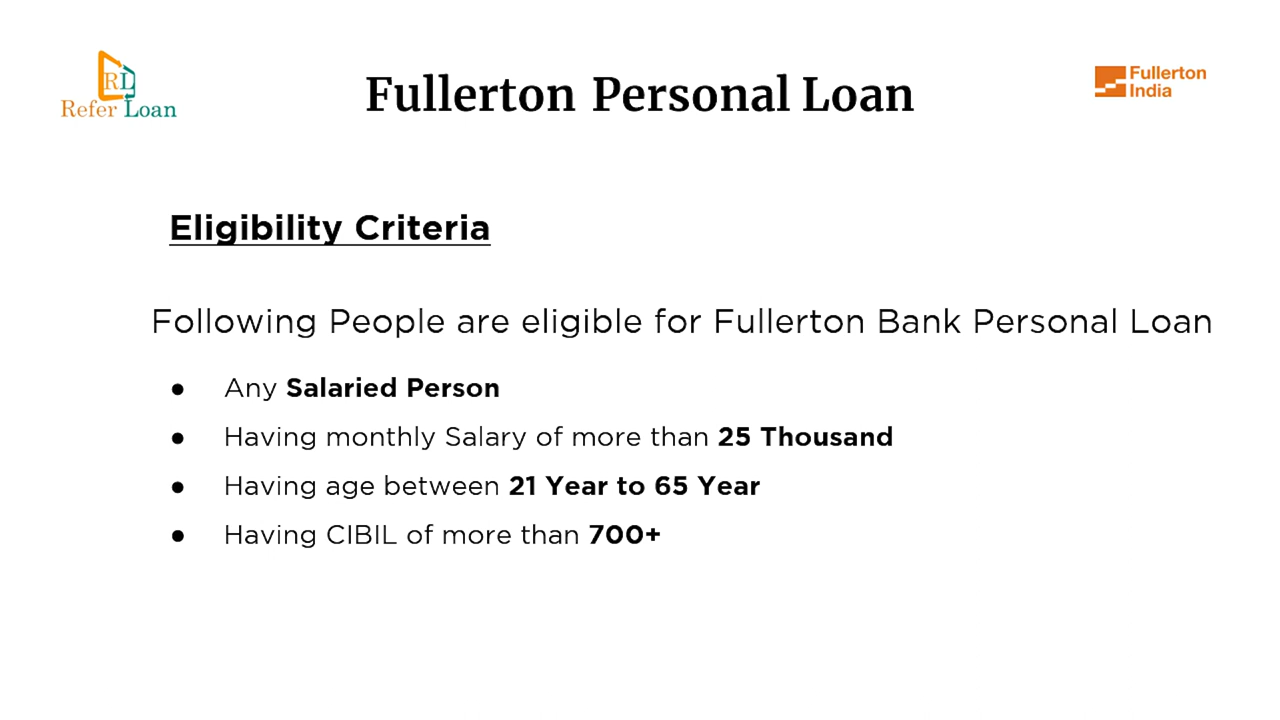 RL
Refer Loan
Fullerton Personal Loan
Fullerton
India
Eligibility Criteria
Following People are eligible for Fullerton Bank Personal Loan
● Any Salaried Person
● Having monthly Salary of more than 25 Thousand
● Having age between 21 Year to 65 Year
● Having CIBIL of more than 700+